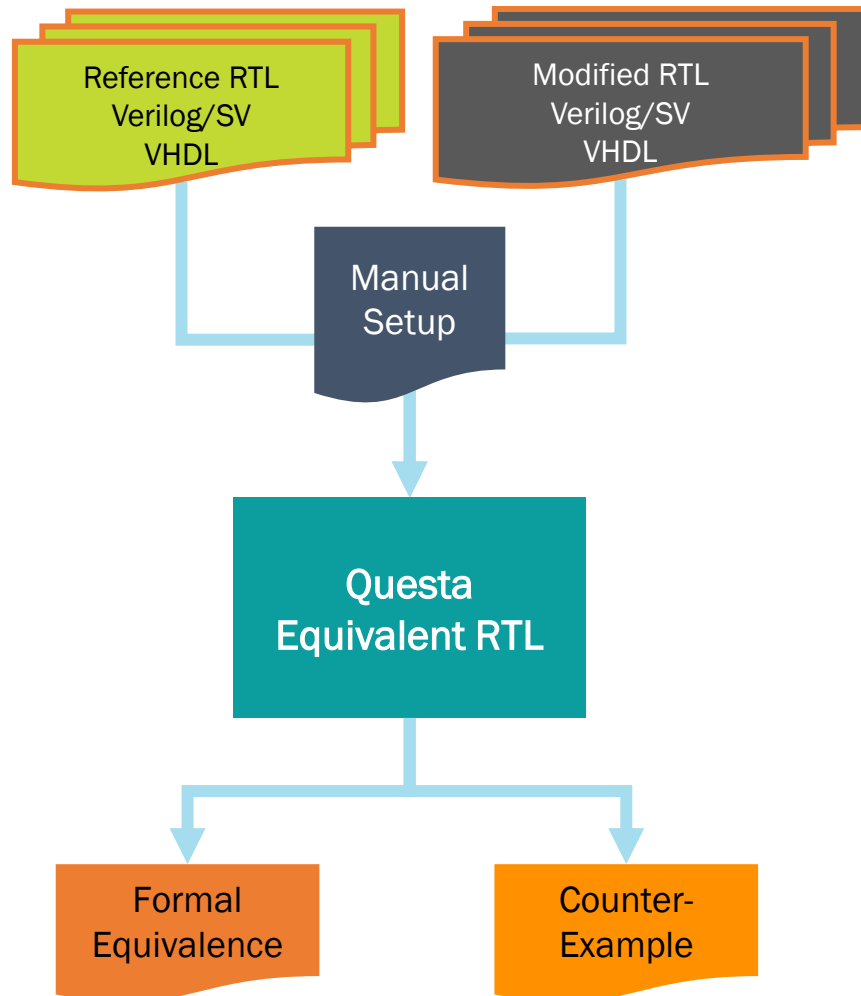 Reference RTL
Verilog/SV
VHDL
Modified RTL
Verilog/SV
VHDL
Manual
Setup
Questa
Equivalent RTL
Formal
Equivalence
Counter-
Example